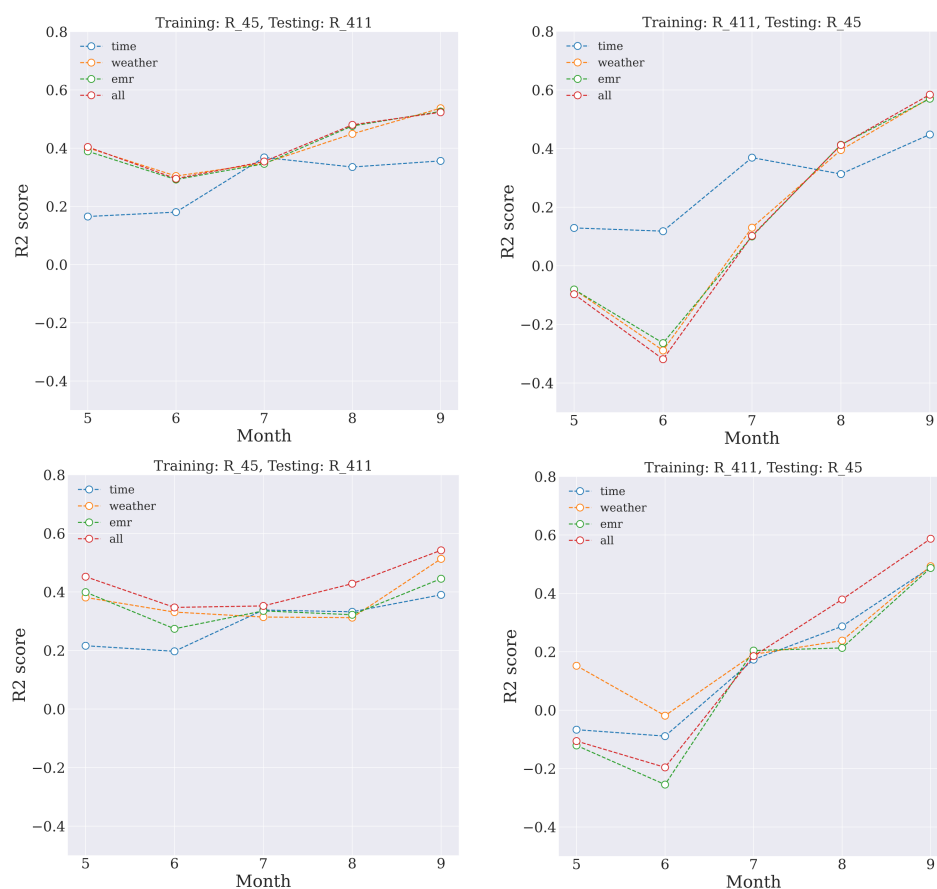 Training: R_45, Testing: R_411
0.8
0.6
0.4
0.2
0.0
−0.2
−0.4
R2 score
time
weather
emr
all
5 6 7 8 9
Month
Training: R_411, Testing: R_45
0.8
0.6
0.4
0.2
0.0
−0.2
−0.4
R2 score
time
weather
emr
all
5 6 7 8 9
Month
Training: R_45, Testing: R_411
0.8
0.6
0.4
0.2
0.0
−0.2
−0.4
R2 score
time
weather
emr
all
5 6 7 8 9
Month
Training: R_411, Testing: R_45
0.8
0.6
0.4
0.2
0.0
−0.2
−0.4
R2 score
time
weather
emr
all
5 6 7 8 9
Month